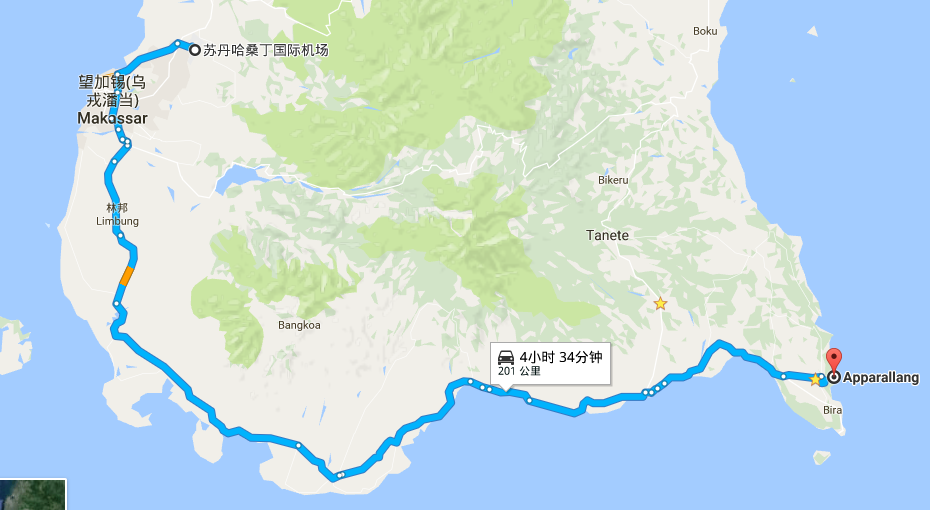 Boku
苏丹哈桑丁国际机场
望加锡(乌
戎潘当)
Makassar
Bikeru
林邦
Limbung
Tanete
Bangkoa
4小时 34分钟
201 公里
Apparallang
Bira